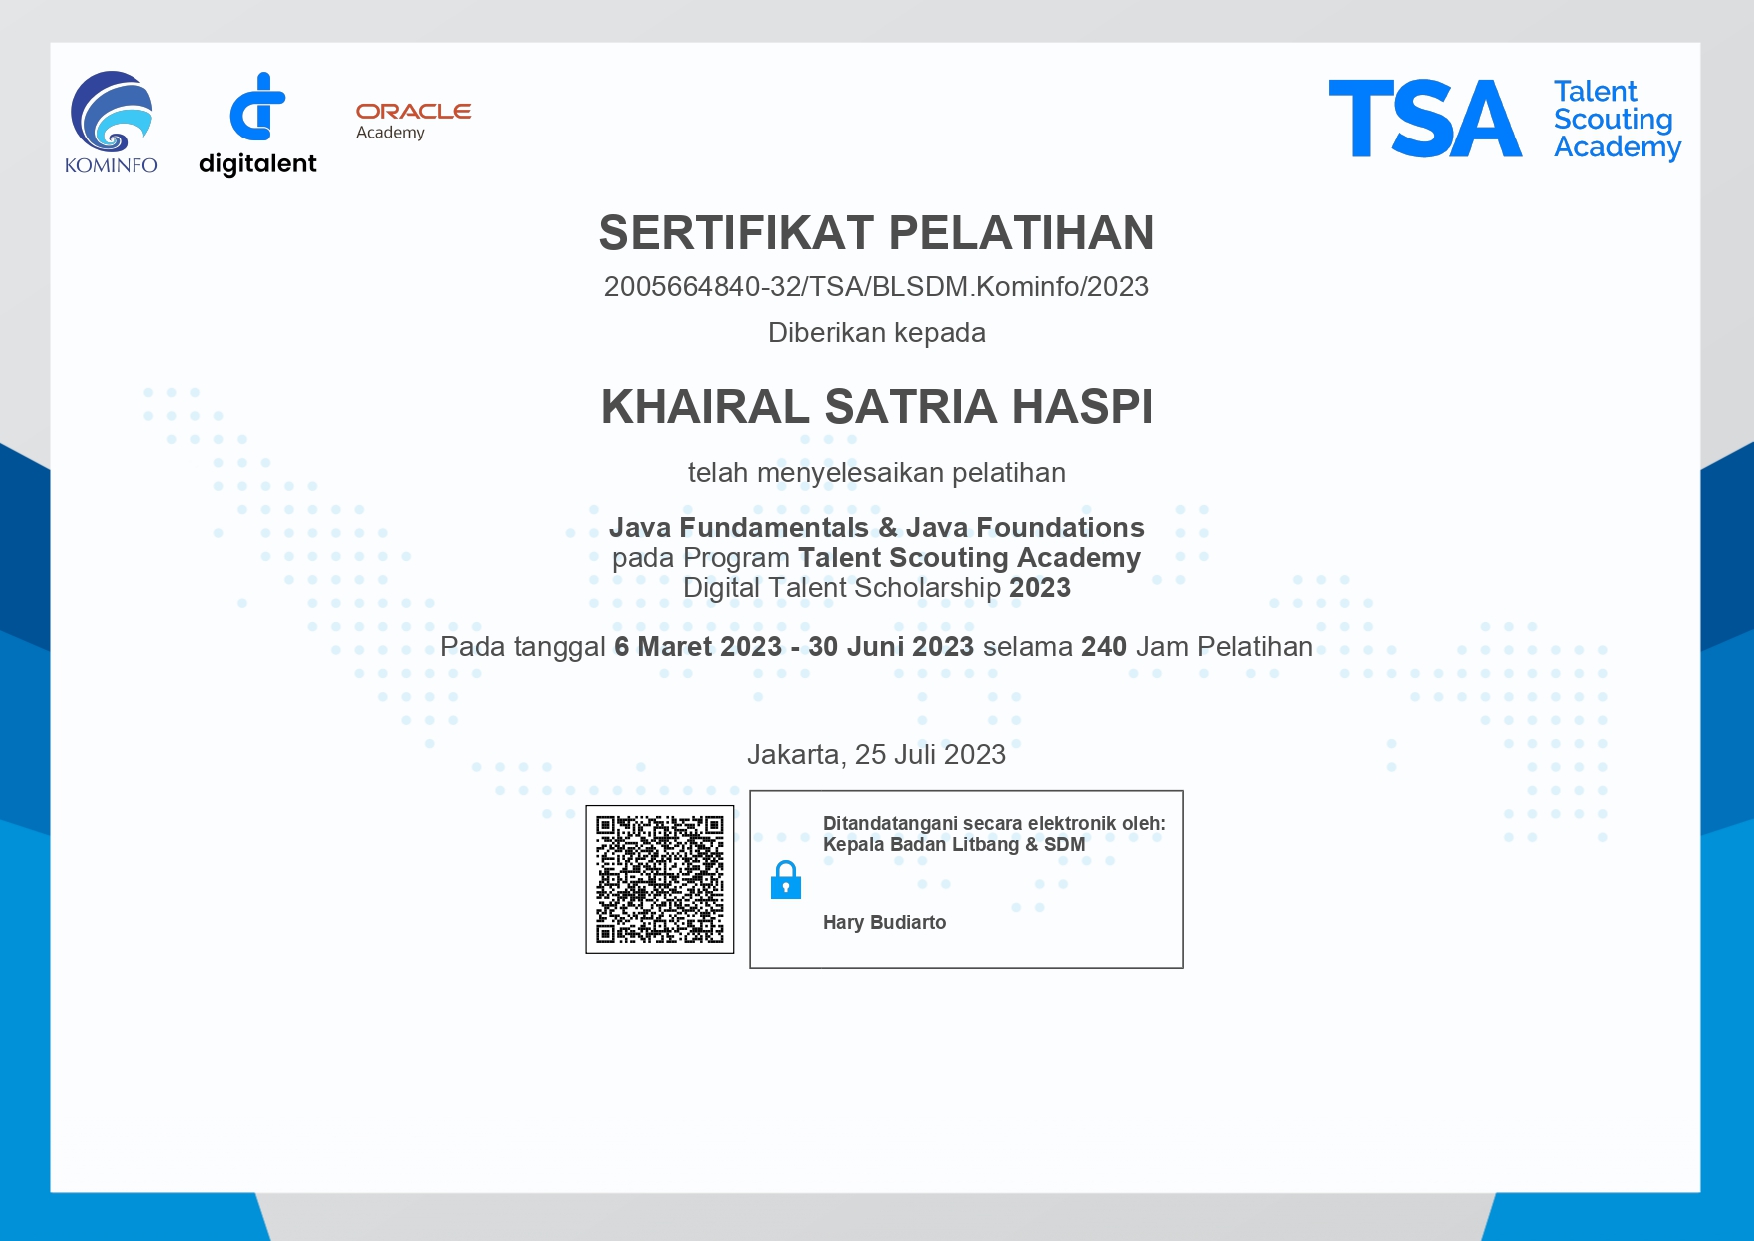 KOMINFO
digitalent
ORACLE
Academy
TSA
Talent
Scouting
Academy
SERTIFIKAT PELATIHAN
2005664840-32/TSA/BLSDM.Kominfo/2023
Diberikan kepada
KHAIRAL SATRIA HASPI
telah menyelesaikan pelatihan
Java Fundamentals & Java Foundations
pada Program Talent Scouting Academy
Digital Talent Scholarship 2023
Pada tanggal 6 Maret 2023 - 30 Juni 2023 selama 240 Jam Pelatihan
Jakarta, 25 Juli 2023
Ditandatangani secara elektronik oleh:
Kepala Badan Litbang & SDM
Hary Budiarto